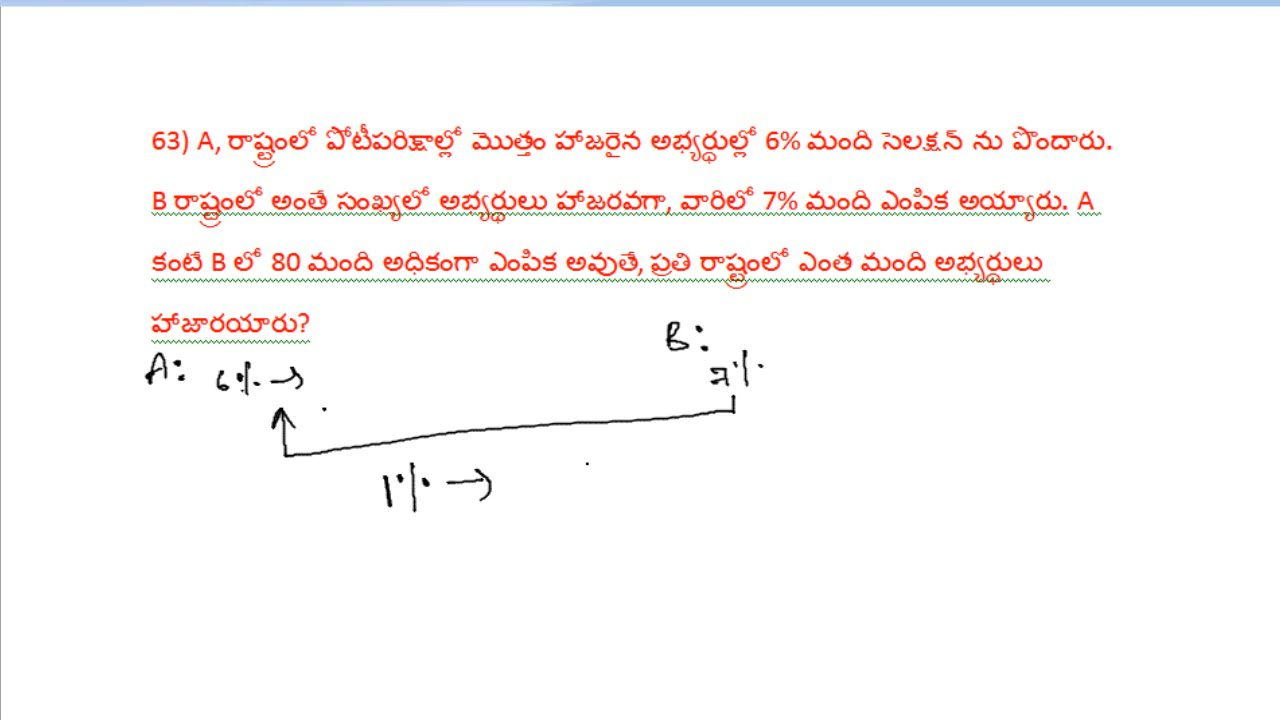 63) A, రాష్ట్రంలో పోటీపరిక్షాల్లో మొత్తం హాజరైన అభ్యర్థుల్లో 6% మంది సెలక్షన్ ను పొందారు.
B రాష్ట్రంలో అంతే సంఖ్యలో అభ్యర్థులు హాజరవగా, వారిలో 7% మంది ఎంపిక అయ్యారు. A
కంటే B లో 80 మంది అధికంగా ఎంపిక అవుతే, ప్రతి రాష్ట్రంలో ఎంత మంది అభ్యర్థులు
హాజారయారు?
B:
A: 6% → 7%
1% →